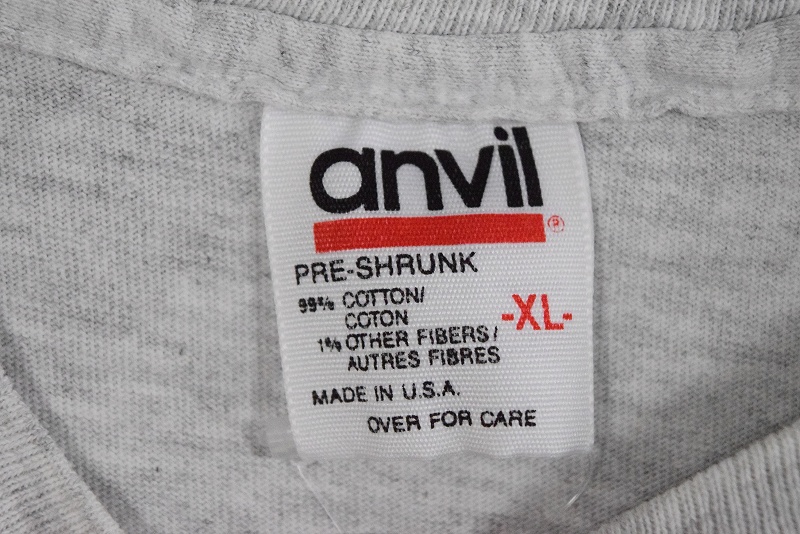 anvil
®
PRE-SHRUNK
99% COTTON/
COTON
1% OTHER FIBERS/
AUTRES FIBRES
-XL-
MADE IN U.S.A.
OVER FOR CARE